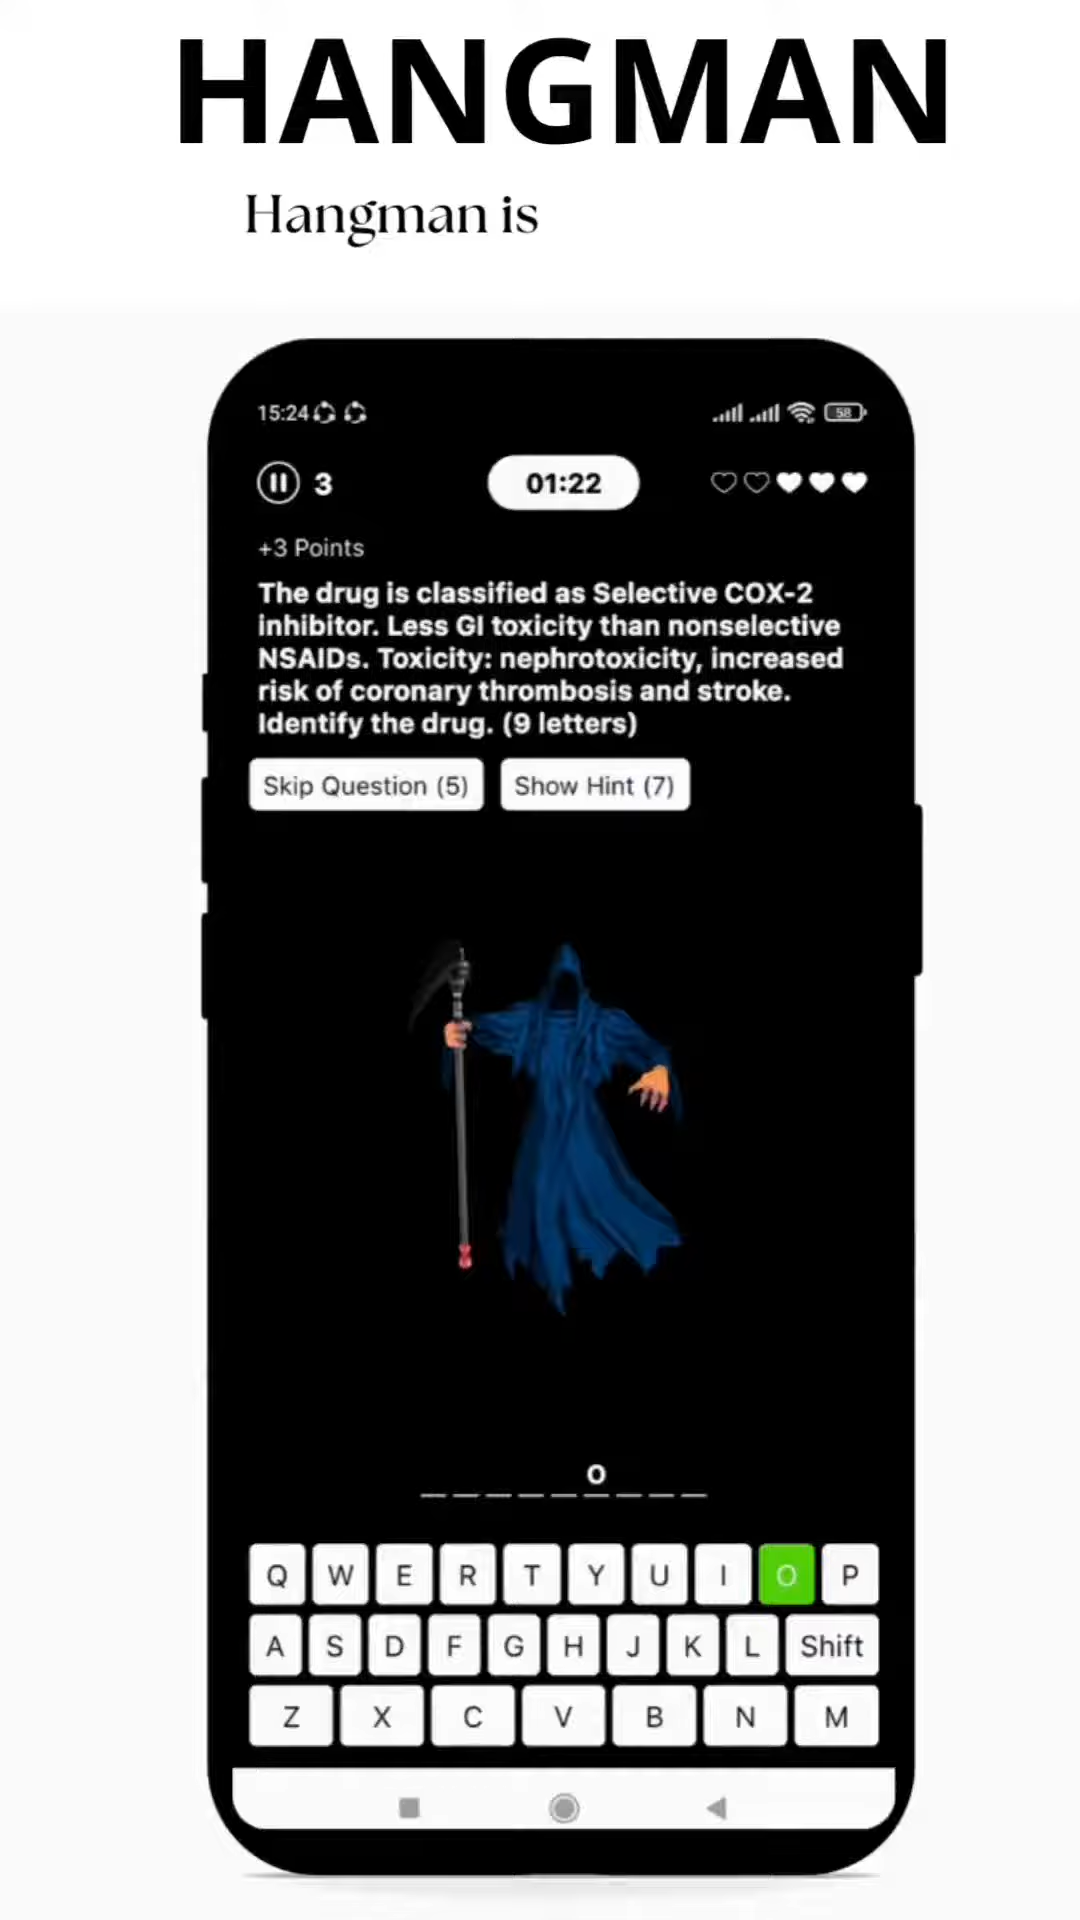 HANGMAN
Hangman is
15:24
58
3
01:22
+3 Points
The drug is classified as Selective COX-2
inhibitor. Less GI toxicity than nonselective
NSAIDs. Toxicity: nephrotoxicity, increased
risk of coronary thrombosis and stroke.
Identify the drug. (9 letters)
Skip Question (5)
Show Hint (7)
O
Q W E R T Y U I O P
A S D F G H J K L Shift
Z X C V B N M